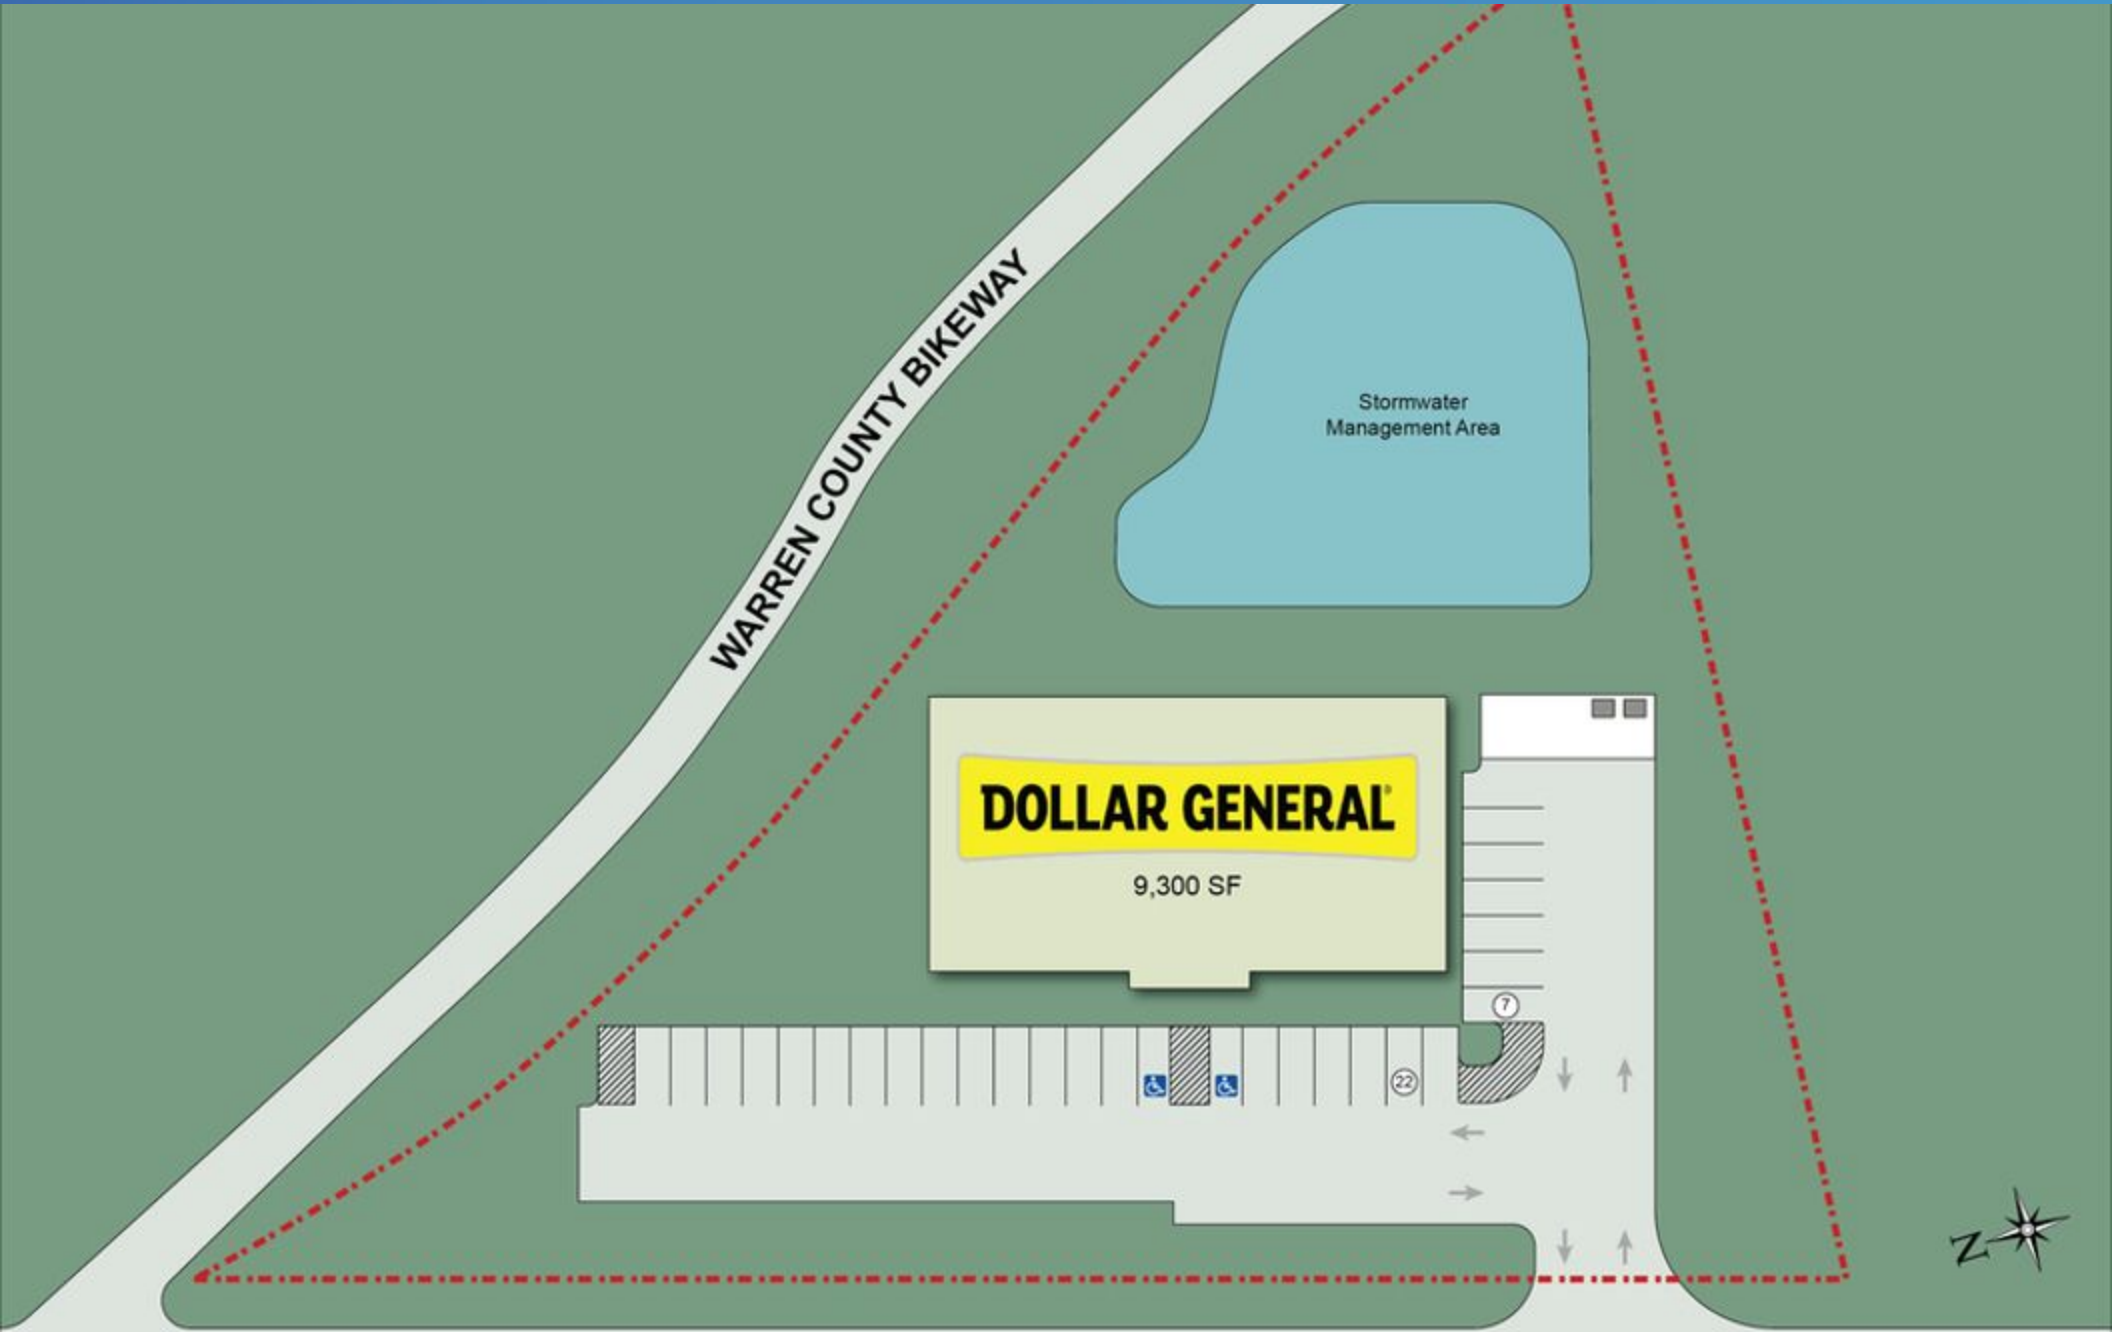 WARREN COUNTY BIKEWAY
Stormwater
Management Area
DOLLAR GENERAL®
9,300 SF
7
22
N